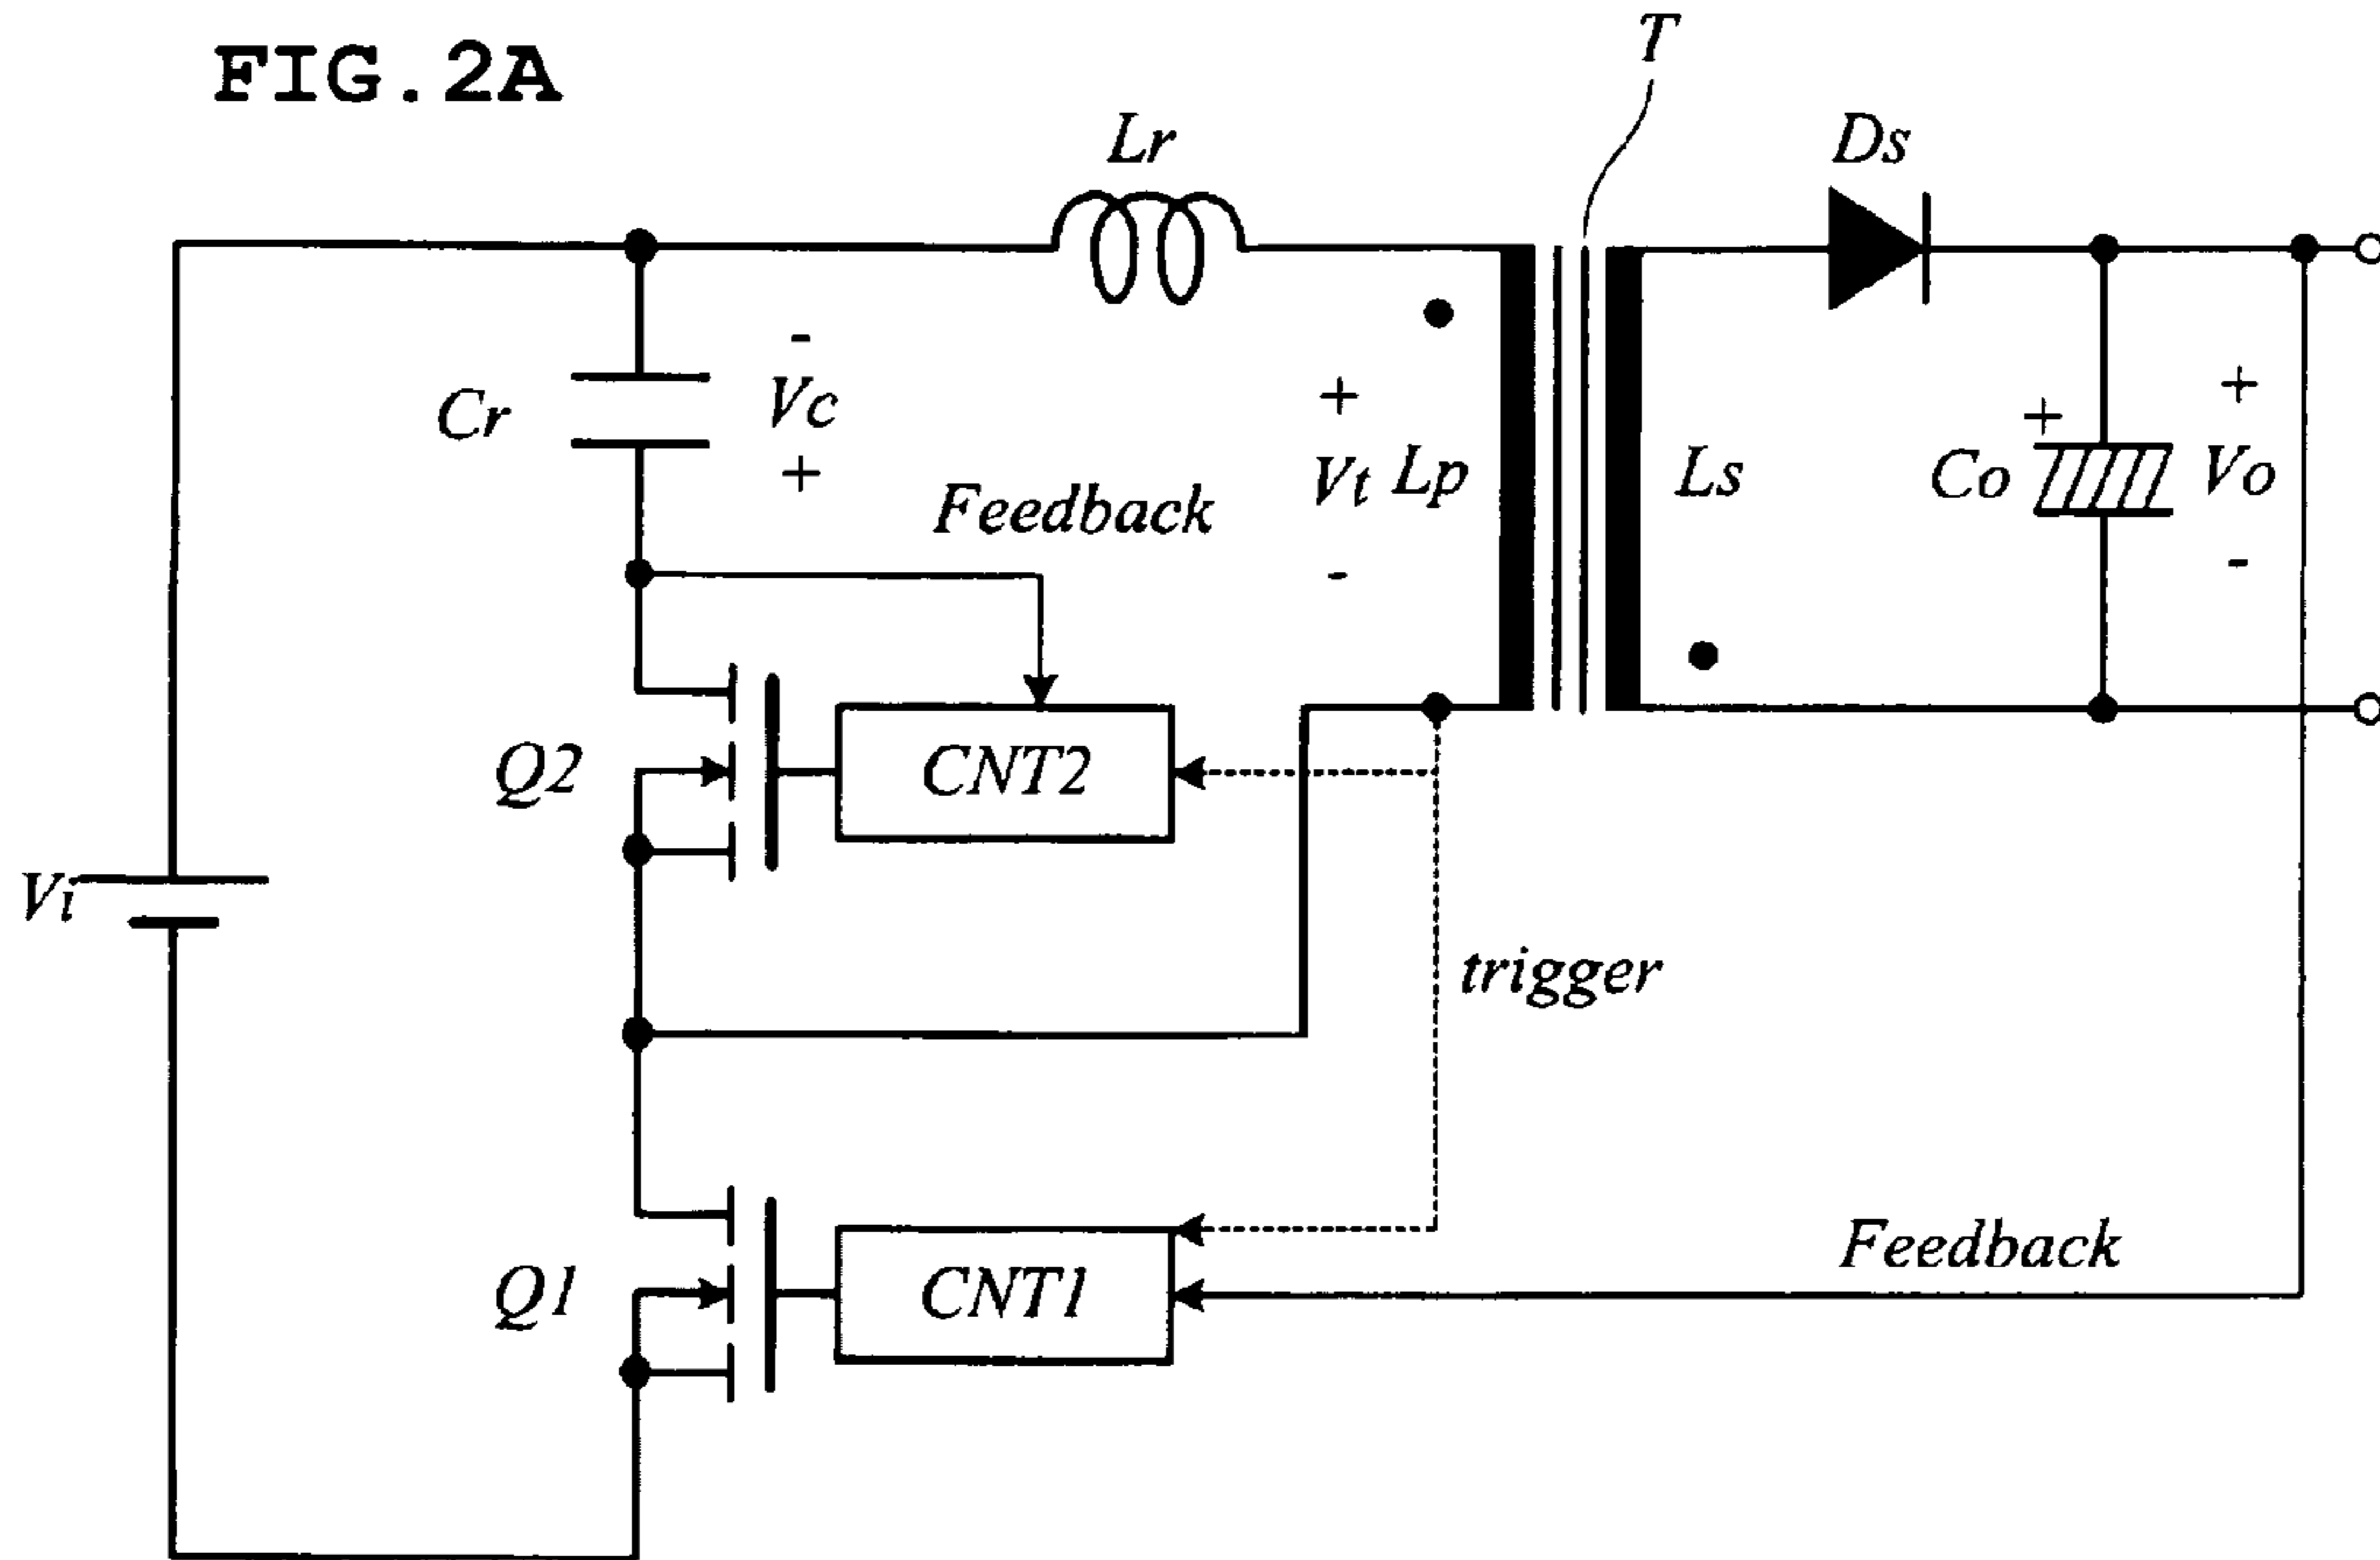 FIG.2A
T
Lr
Ds
-
Vc
+
Cr
Feedback
+
Vt
-
Lp
Ls
+
Co
+
Vo
-
Q2
CNT2
Vi
trigger
Q1
CNT1
Feedback